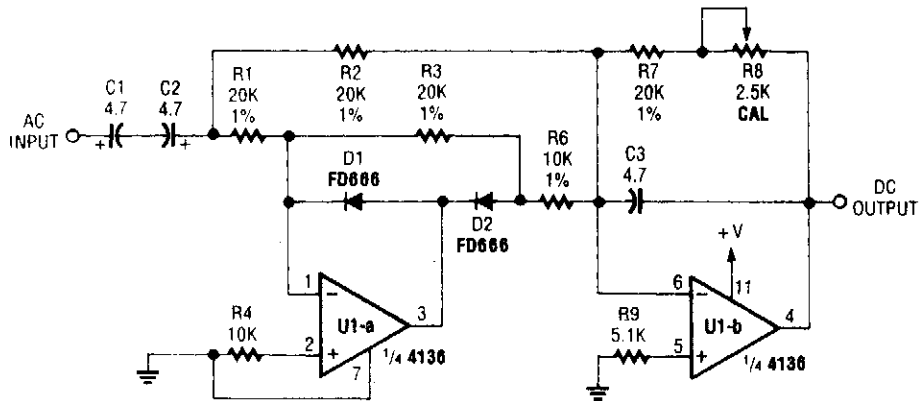 C1
4.7
C2
4.7
AC
INPUT
+
+
R1
20K
1%
R2
20K
1%
R3
20K
1%
R7
20K
1%
R8
2.5K
CAL
D1
FD666
D2
FD666
R6
10K
1%
C3
4.7
DC
OUTPUT
+V
1
−
U1-a
3
2
+
7
1/4 4136
R4
10K
6
−
11
U1-b
4
5
+
1/4 4136
R9
5.1K